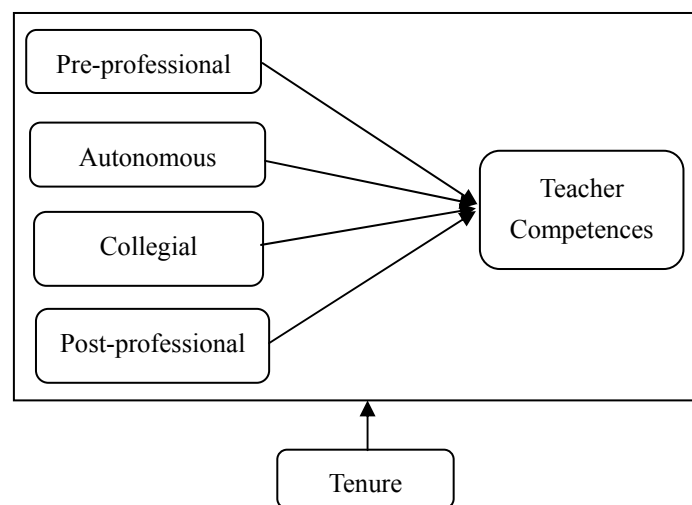 Pre-professional
Autonomous
Collegial
Post-professional
Teacher
Competences
Tenure